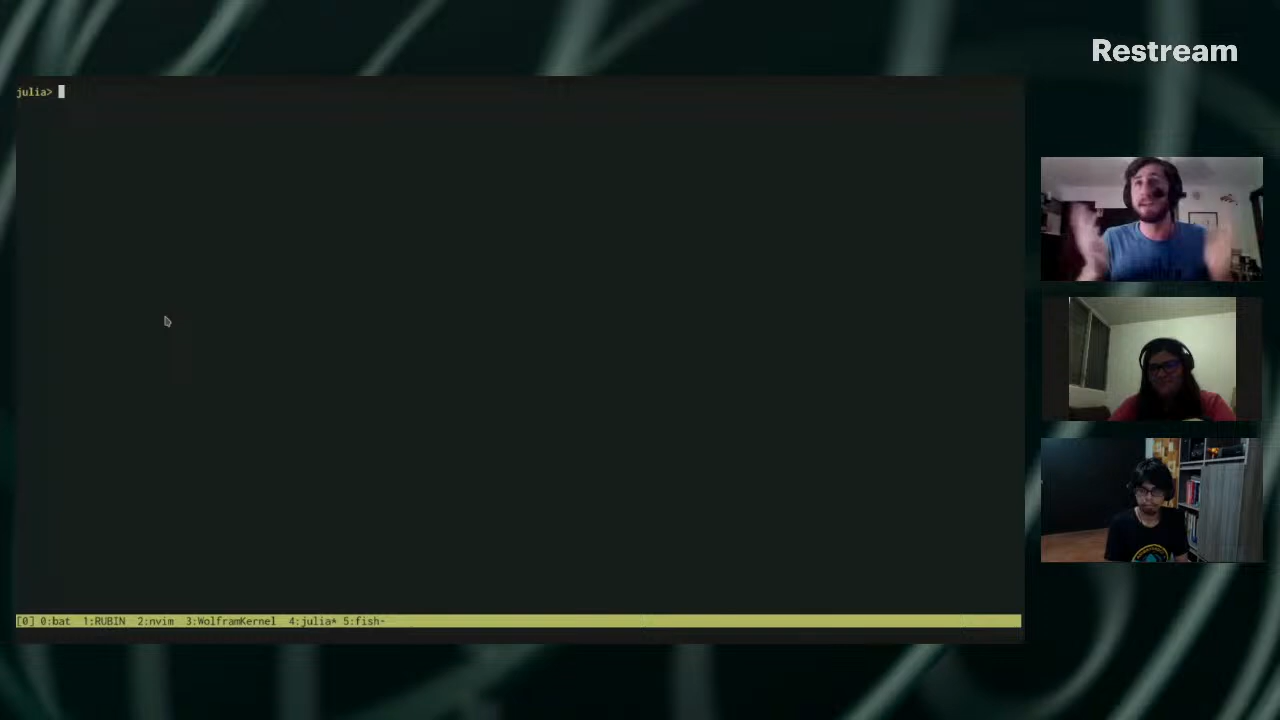 Restream
julia>
[0] 0:bat 1:RUBIN 2:nvim 3:WolframKernel 4:julia* 5:fish-